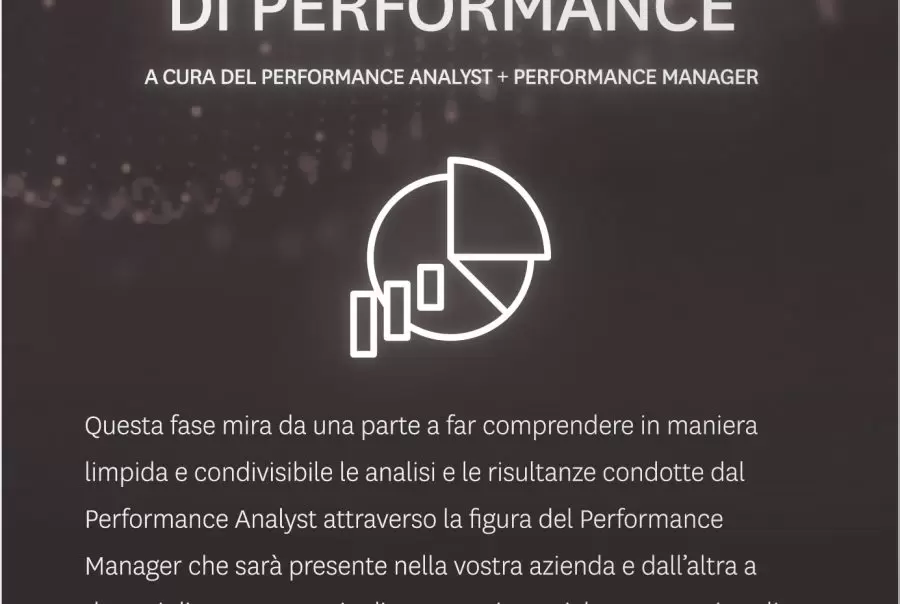 DI PERFORMANCE
A CURA DEL PERFORMANCE ANALYST + PERFORMANCE MANAGER
Questa fase mira da una parte a far comprendere in maniera
limpida e condivisibile le analisi e le risultanze condotte dal
Performance Analyst attraverso la figura del Performance
Manager che sarà presente nella vostra azienda e dall’altra a